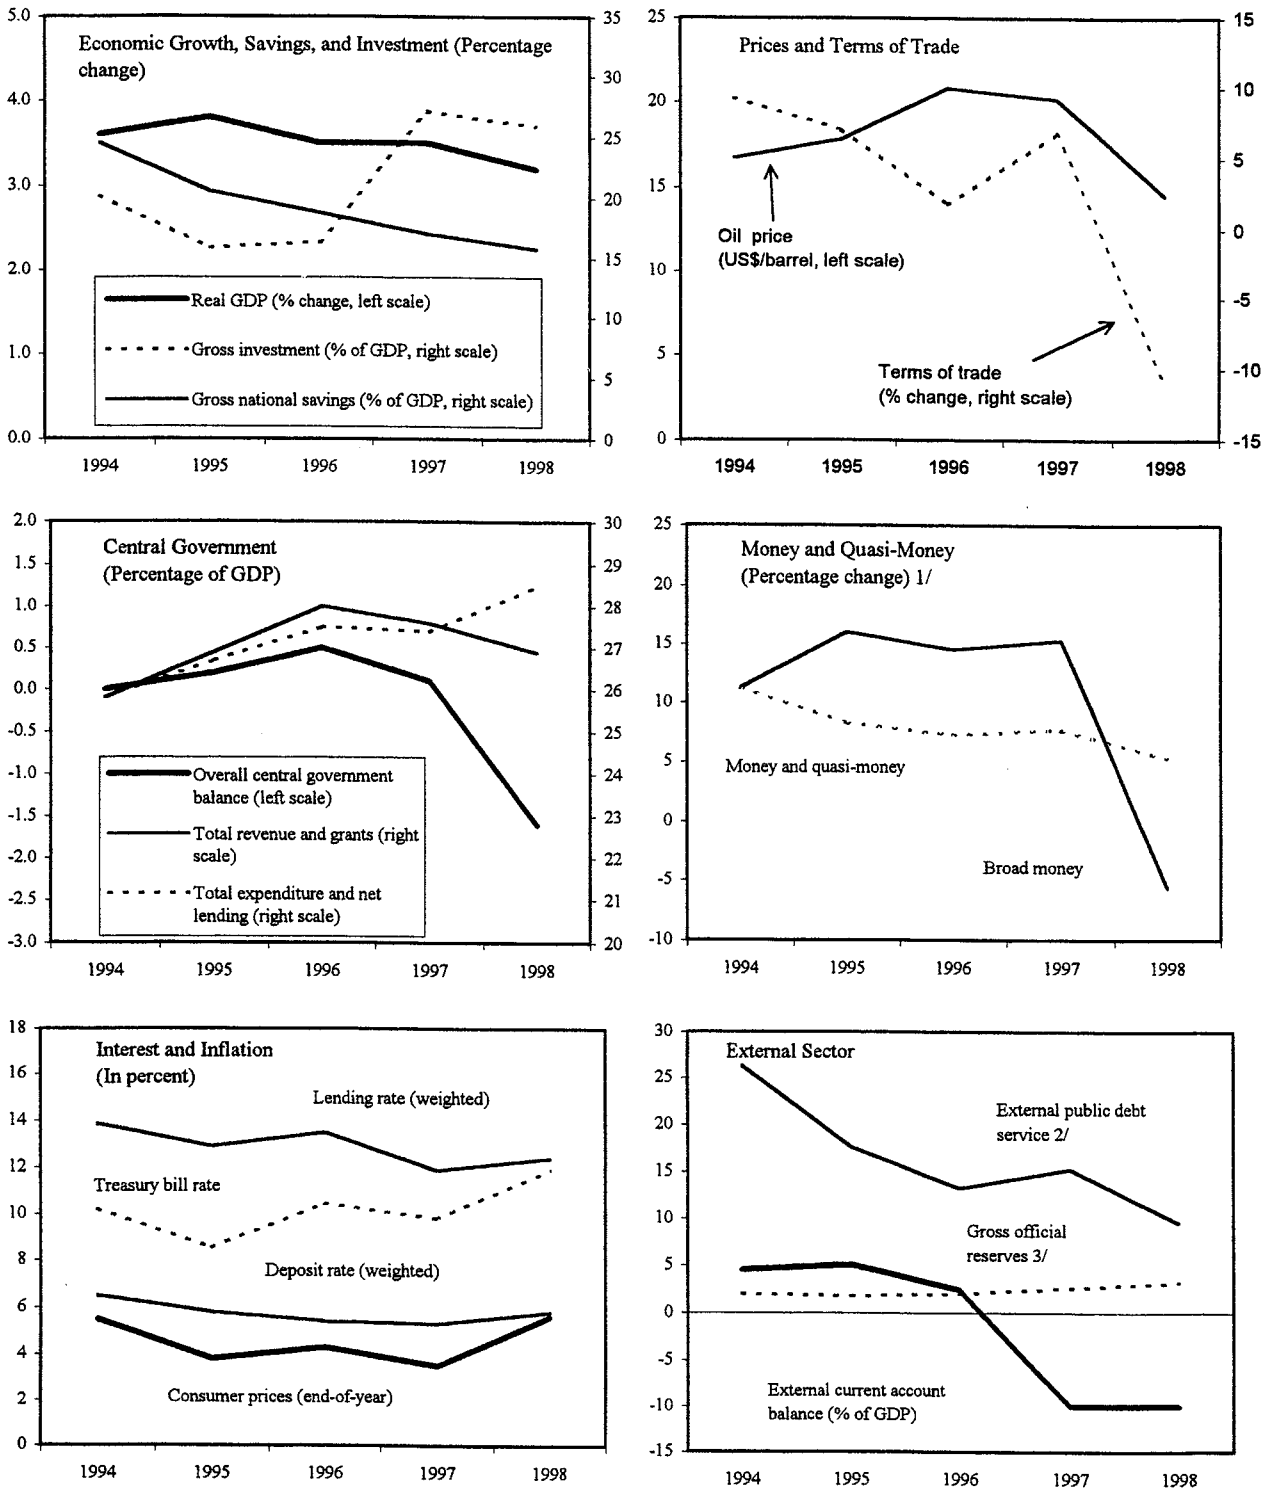 Economic Growth, Savings, and Investment (Percentage
change)
5.0
4.0
3.0
2.0
1.0
0.0
35
30
25
20
15
10
5
0
Real GDP (% change, left scale)
Gross investment (% of GDP, right scale)
Gross national savings (% of GDP, right scale)
1994 1995 1996 1997 1998
Prices and Terms of Trade
25
20
15
10
5
0
15
10
5
0
-5
-10
-15
Oil price
(US$/barrel, left scale)
Terms of trade
(% change, right scale)
1994 1995 1996 1997 1998
Central Government
(Percentage of GDP)
2.0
1.5
1.0
0.5
0.0
-0.5
-1.0
-1.5
-2.0
-2.5
-3.0
30
29
28
27
26
25
24
23
22
21
20
Overall central government
balance (left scale)
Total revenue and grants (right
scale)
Total expenditure and net
lending (right scale)
1994 1995 1996 1997 1998
Money and Quasi-Money
(Percentage change) 1/
25
20
15
10
5
0
-5
-10
Money and quasi-money
Broad money
1994 1995 1996 1997 1998
Interest and Inflation
(In percent)
18
16
14
12
10
8
6
4
2
0
Lending rate (weighted)
Treasury bill rate
Deposit rate (weighted)
Consumer prices (end-of-year)
1994 1995 1996 1997 1998
External Sector
30
25
20
15
10
5
0
-5
-10
-15
External public debt
service 2/
Gross official
reserves 3/
External current account
balance (% of GDP)
1994 1995 1996 1997 1998